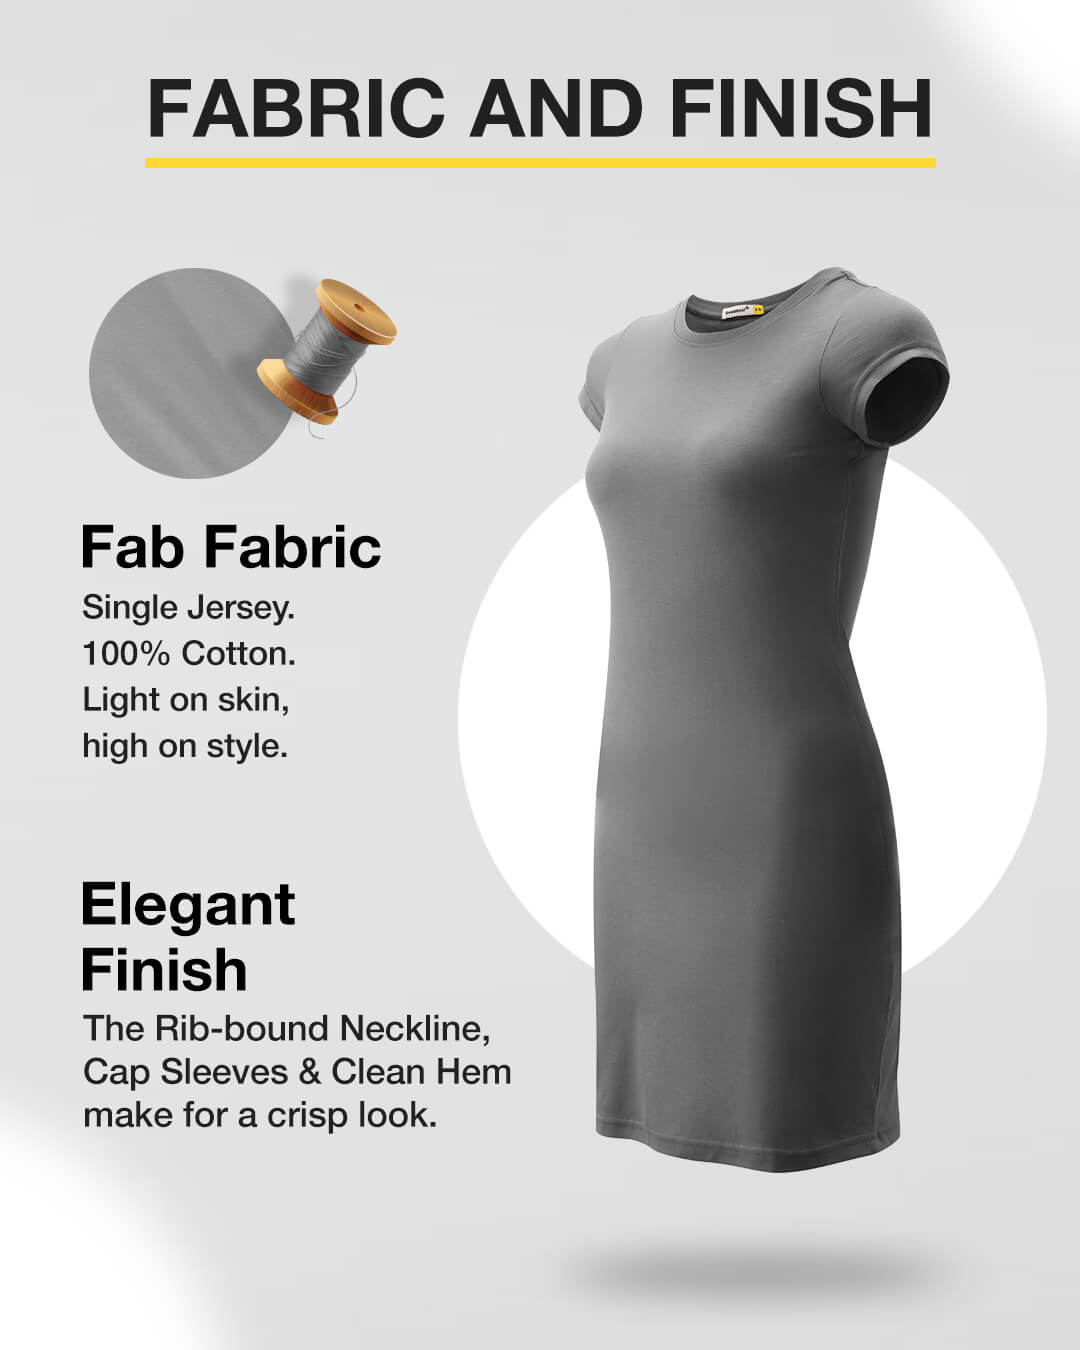 FABRIC AND FINISH
Fab Fabric
Single Jersey.
100% Cotton.
Light on skin,
high on style.
Elegant
Finish
The Rib-bound Neckline,
Cap Sleeves & Clean Hem
make for a crisp look.